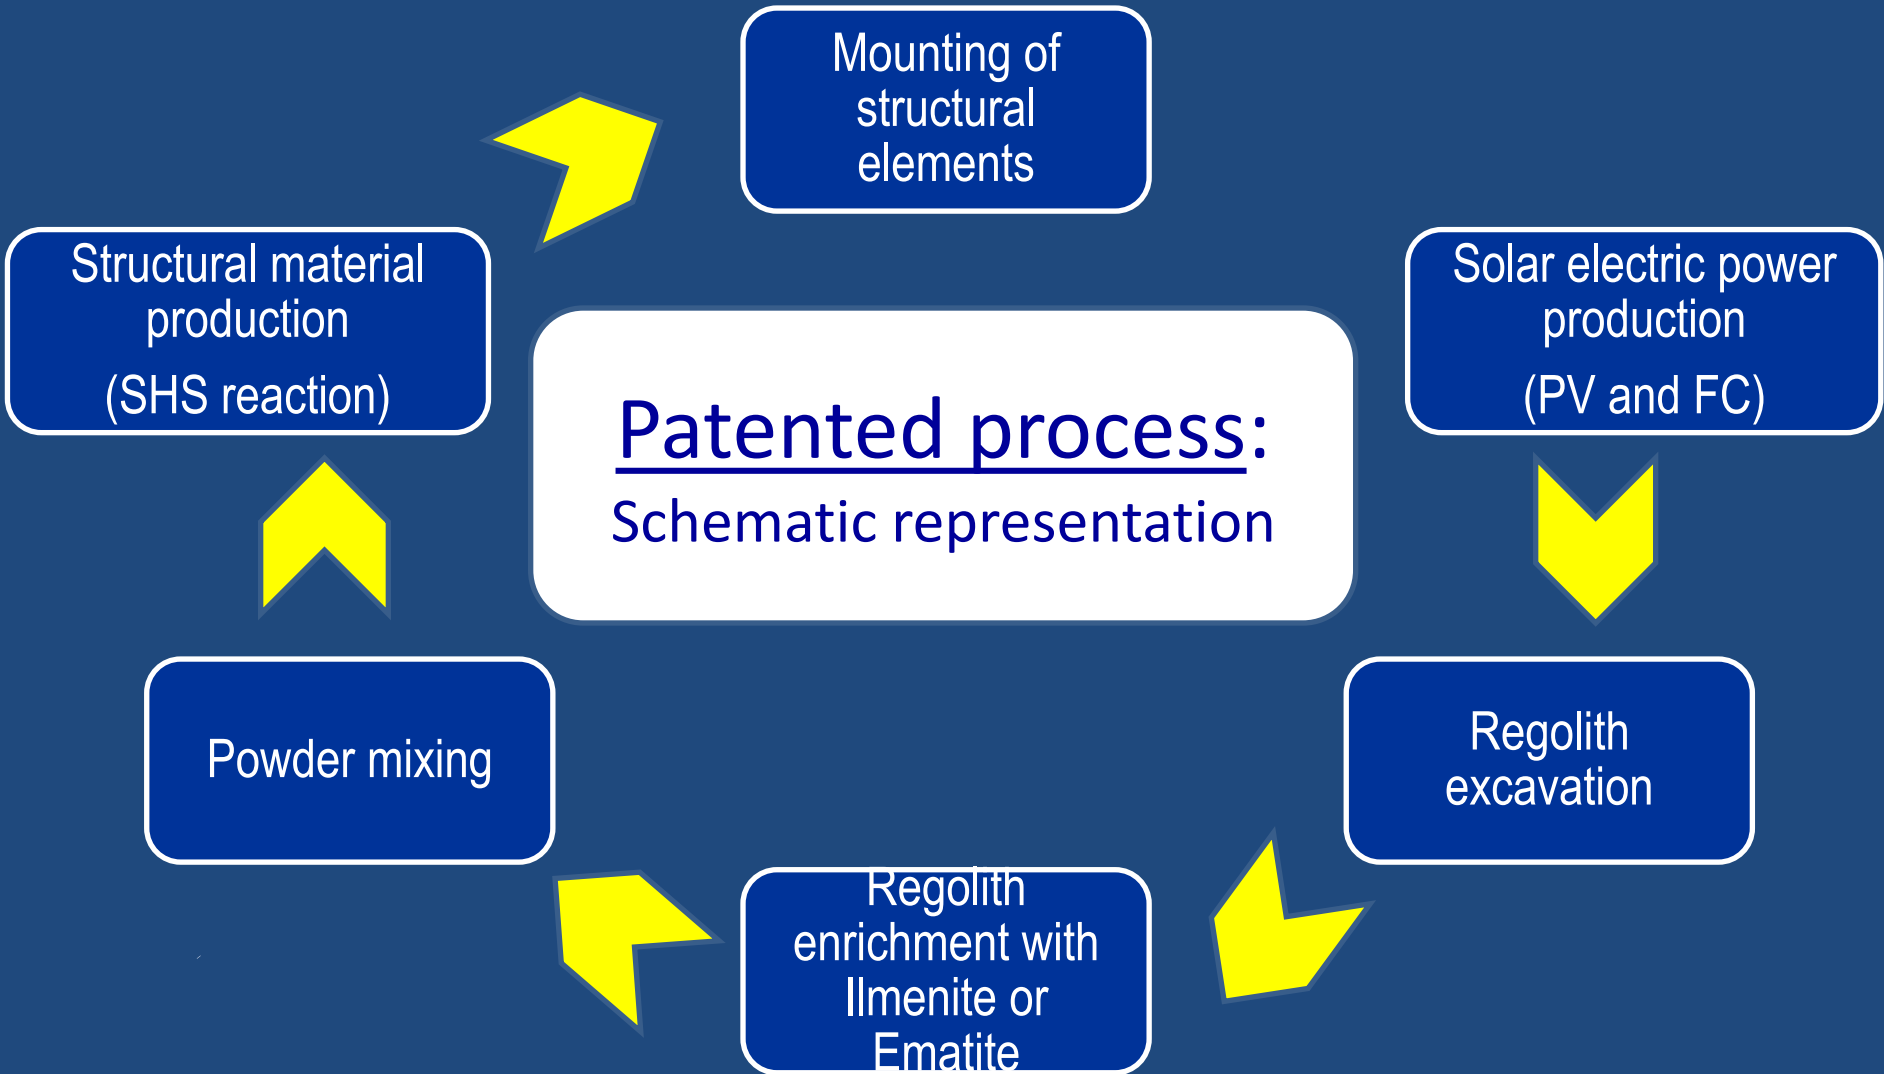 Mounting of
structural
elements
Structural material
production
(SHS reaction)
Solar electric power
production
(PV and FC)
Patented process:
Schematic representation
Powder mixing
Regolith
excavation
Regolith
enrichment with
Ilmenite or
Ematite